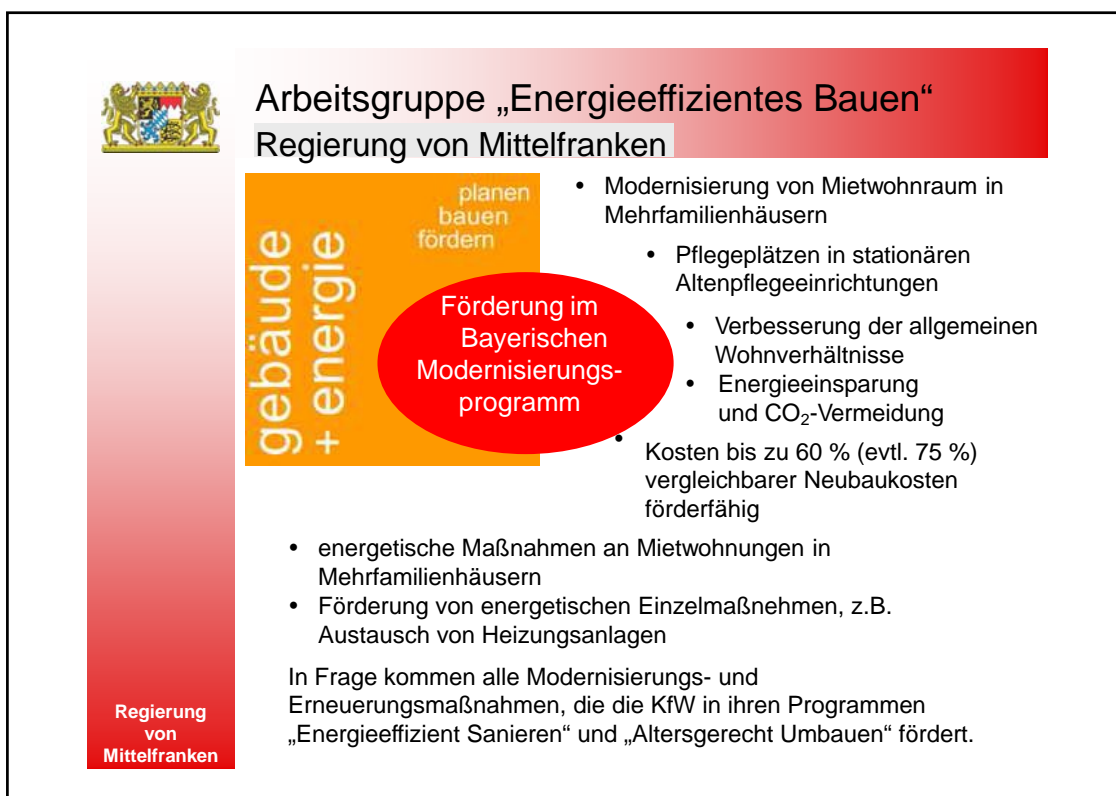 Arbeitsgruppe „Energieeffizientes Bauen“
Regierung von Mittelfranken
planen
bauen
fördern
gebäude
+ energie
Förderung im
Bayerischen
Modernisierungs-
programm
• Modernisierung von Mietwohnraum in
Mehrfamilienhäusern
• Pflegeplätzen in stationären
Altenpflegeeinrichtungen
• Verbesserung der allgemeinen
Wohnverhältnisse
• Energieeinsparung
und CO₂-Vermeidung
• Kosten bis zu 60 % (evtl. 75 %)
vergleichbarer Neubaukosten
förderfähig
• energetische Maßnahmen an Mietwohnungen in
Mehrfamilienhäusern
• Förderung von energetischen Einzelmaßnehmen, z.B.
Austausch von Heizungsanlagen
In Frage kommen alle Modernisierungs- und
Erneuerungsmaßnahmen, die die KfW in ihren Programmen
„Energieeffizient Sanieren“ und „Altersgerecht Umbauen“ fördert.
Regierung
von
Mittelfranken